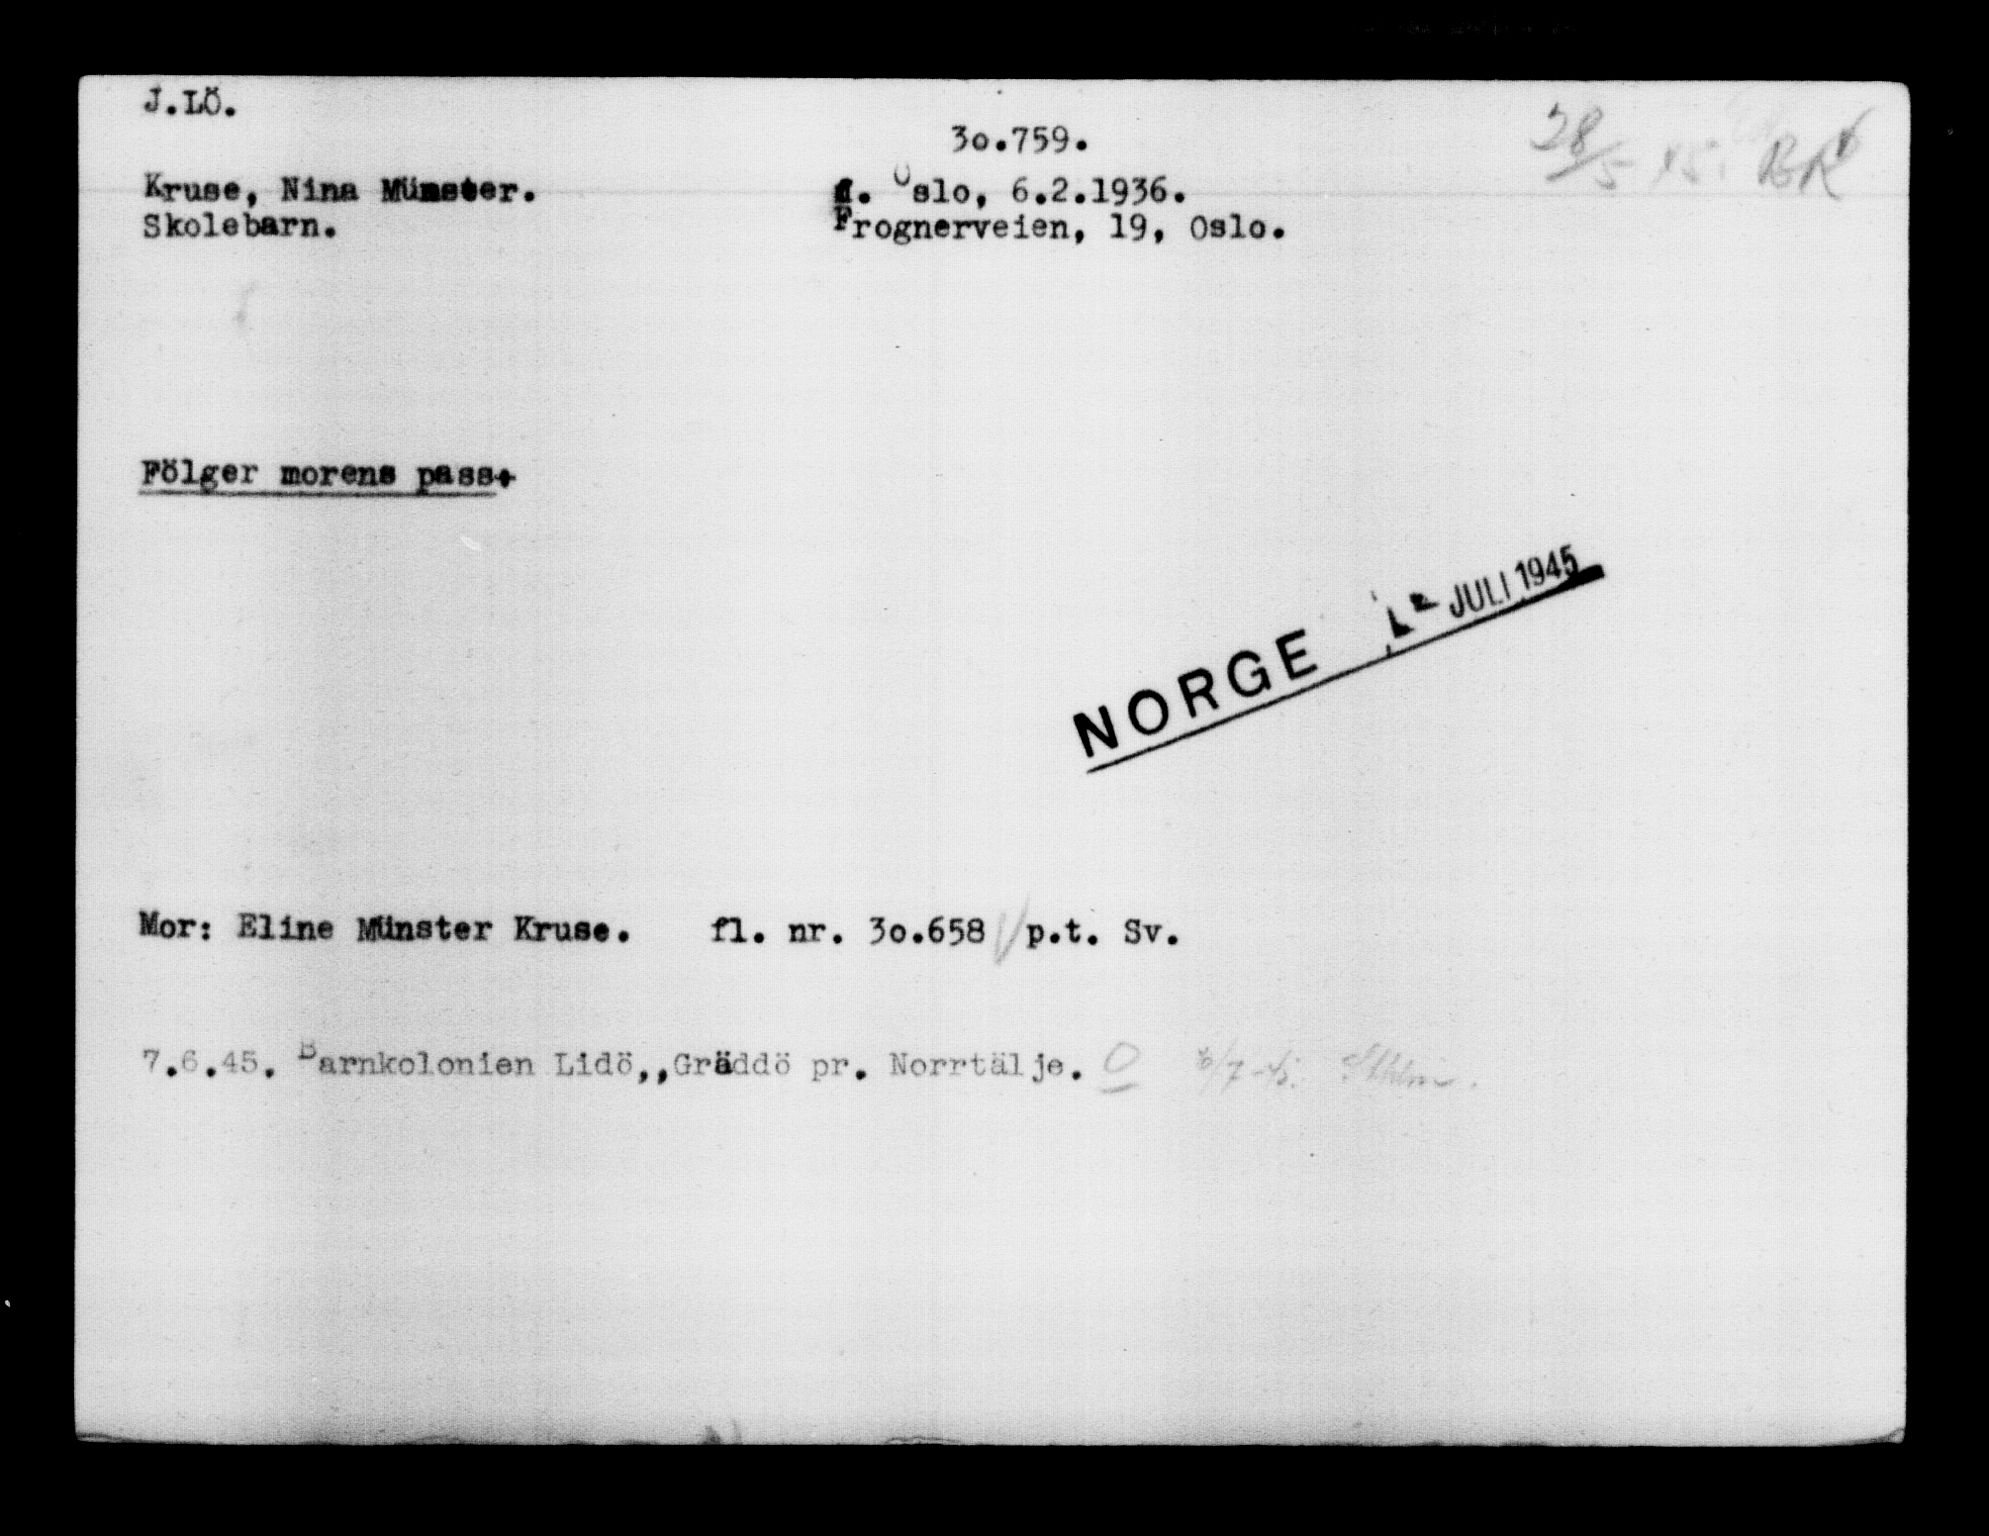 J.LÖ.
3o.759.
28/5 45. BR
Kruse, Nina Münster.
f. Oslo, 6.2.1936.
Skolebarn.
Frognerveien, 19, Oslo.
Fölger morens pass.
NORGE JULI 1945
Mor: Eline Münster Kruse. fl. nr. 3o.658 p.t. Sv.
7.6.45. Barnkolonien Lidö,,Gräddö pr. Norrtälje. O Sthlm.